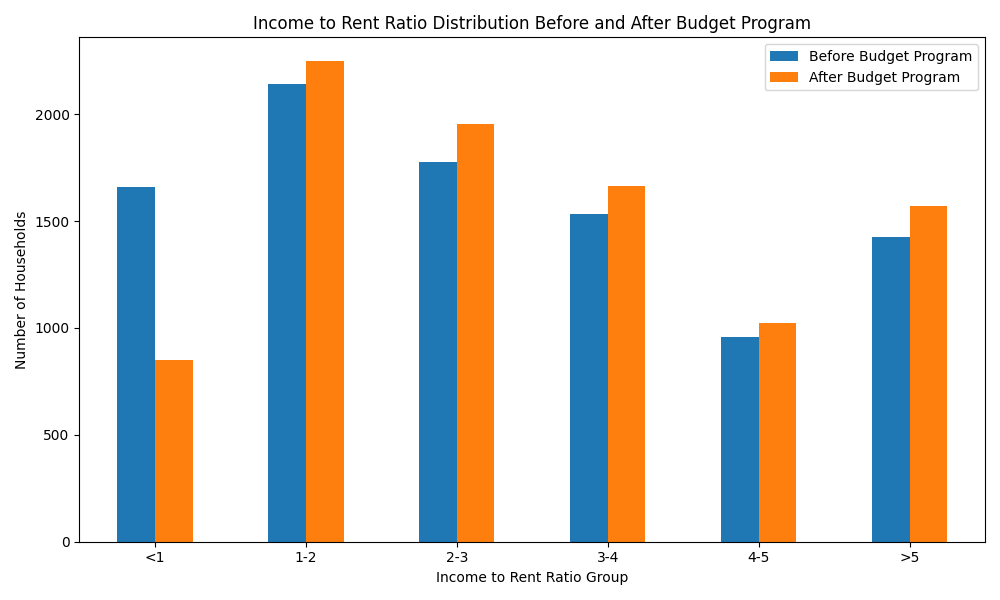 Income to Rent Ratio Distribution Before and After Budget Program
Before Budget Program
After Budget Program
Number of Households
2000
1500
1000
500
0
<1
1-2
2-3
3-4
4-5
>5
Income to Rent Ratio Group